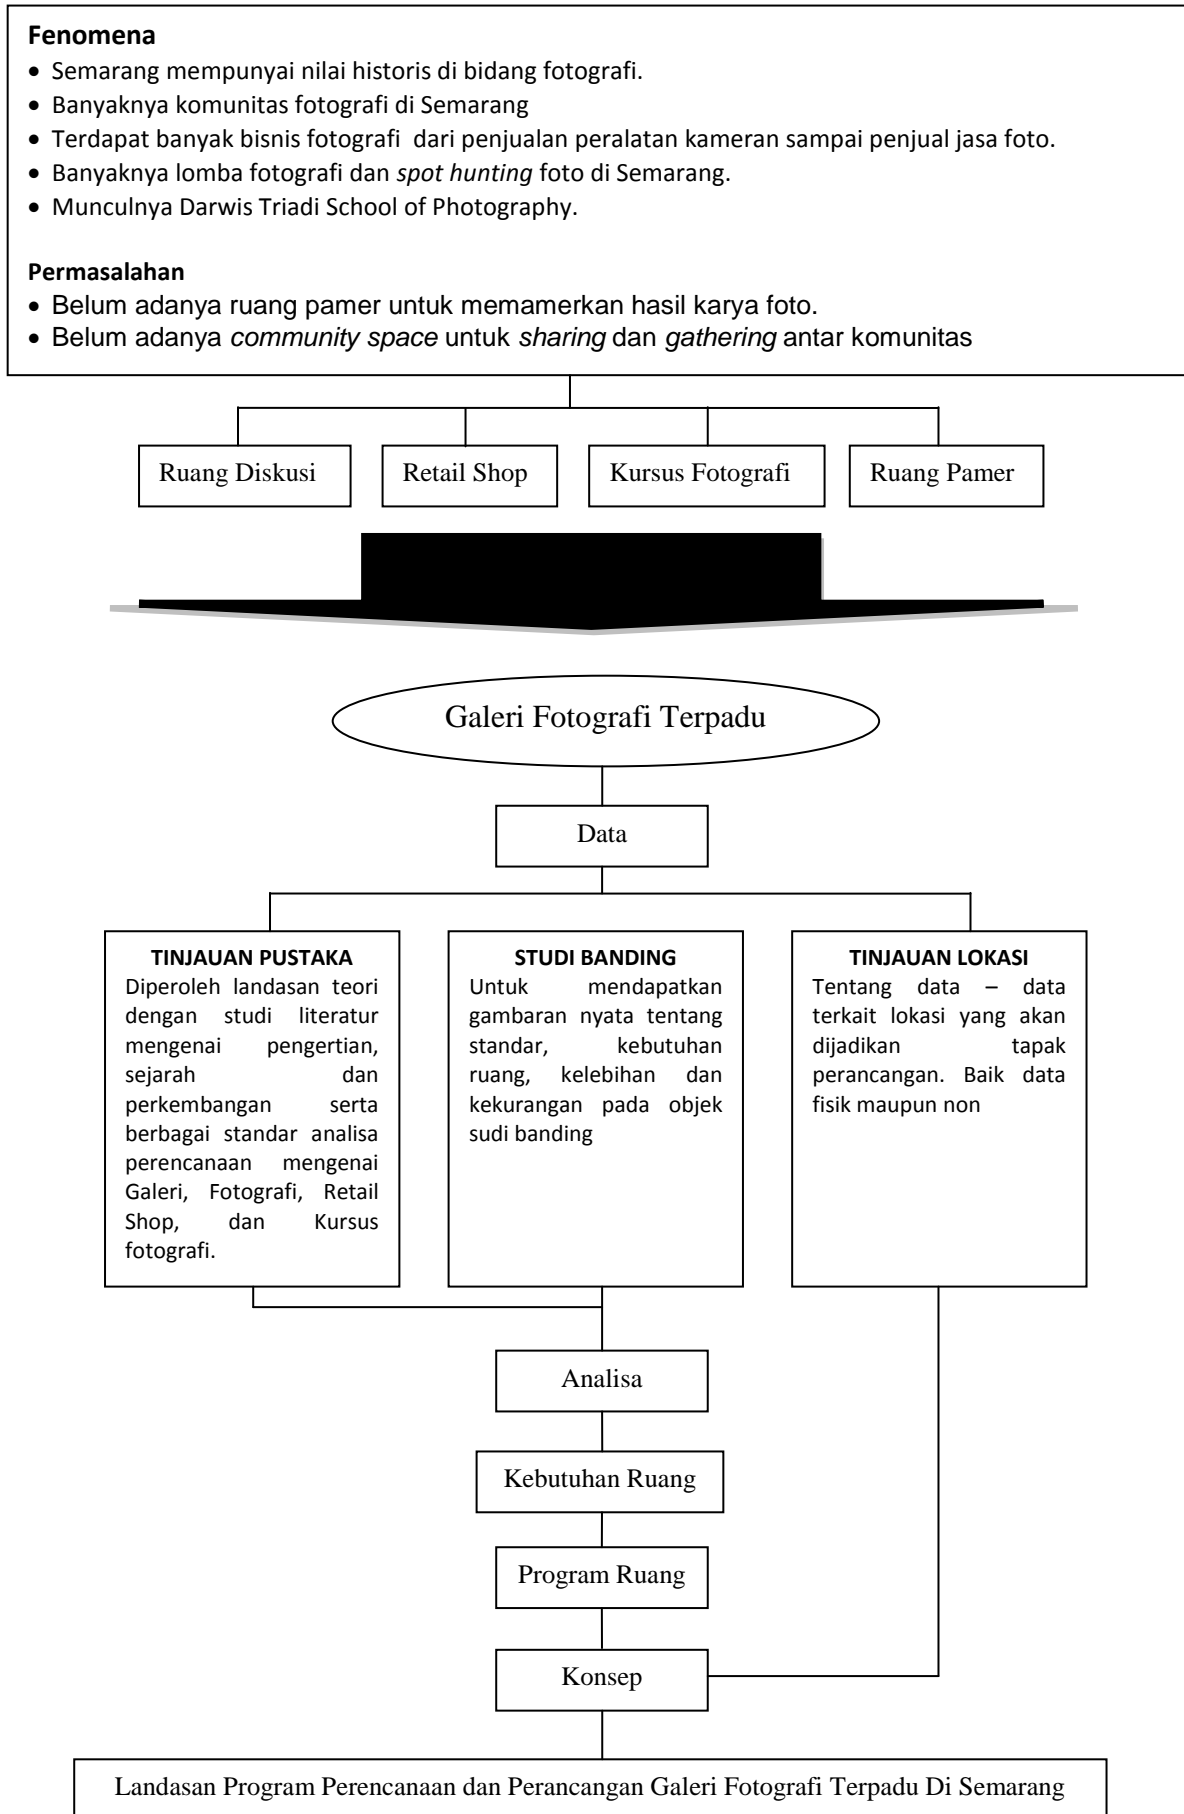 Fenomena
• Semarang mempunyai nilai historis di bidang fotografi.
• Banyaknya komunitas fotografi di Semarang
• Terdapat banyak bisnis fotografi dari penjualan peralatan kameran sampai penjual jasa foto.
• Banyaknya lomba fotografi dan spot hunting foto di Semarang.
• Munculnya Darwis Triadi School of Photography.
Permasalahan
• Belum adanya ruang pamer untuk memamerkan hasil karya foto.
• Belum adanya community space untuk sharing dan gathering antar komunitas
Ruang Diskusi
Retail Shop
Kursus Fotografi
Ruang Pamer
Galeri Fotografi Terpadu
Data
TINJAUAN PUSTAKA
Diperoleh landasan teori
dengan studi literatur
mengenai pengertian,
sejarah dan
perkembangan serta
berbagai standar analisa
perencanaan mengenai
Galeri, Fotografi, Retail
Shop, dan Kursus
fotografi.
STUDI BANDING
Untuk mendapatkan
gambaran nyata tentang
standar, kebutuhan
ruang, kelebihan dan
kekurangan pada objek
sudi banding
TINJAUAN LOKASI
Tentang data – data
terkait lokasi yang akan
dijadikan tapak
perancangan. Baik data
fisik maupun non
Analisa
Kebutuhan Ruang
Program Ruang
Konsep
Landasan Program Perencanaan dan Perancangan Galeri Fotografi Terpadu Di Semarang